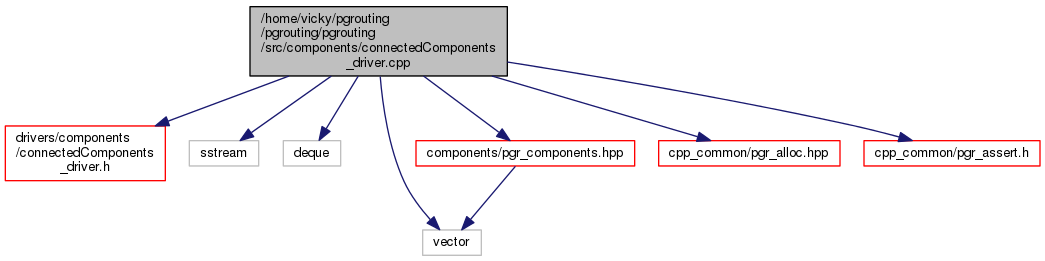 /home/vicky/pgrouting
/pgrouting/pgrouting
/src/components/connectedComponents
_driver.cpp
drivers/components
/connectedComponents
_driver.h
sstream
deque
components/pgr_components.hpp
cpp_common/pgr_alloc.hpp
cpp_common/pgr_assert.h
vector